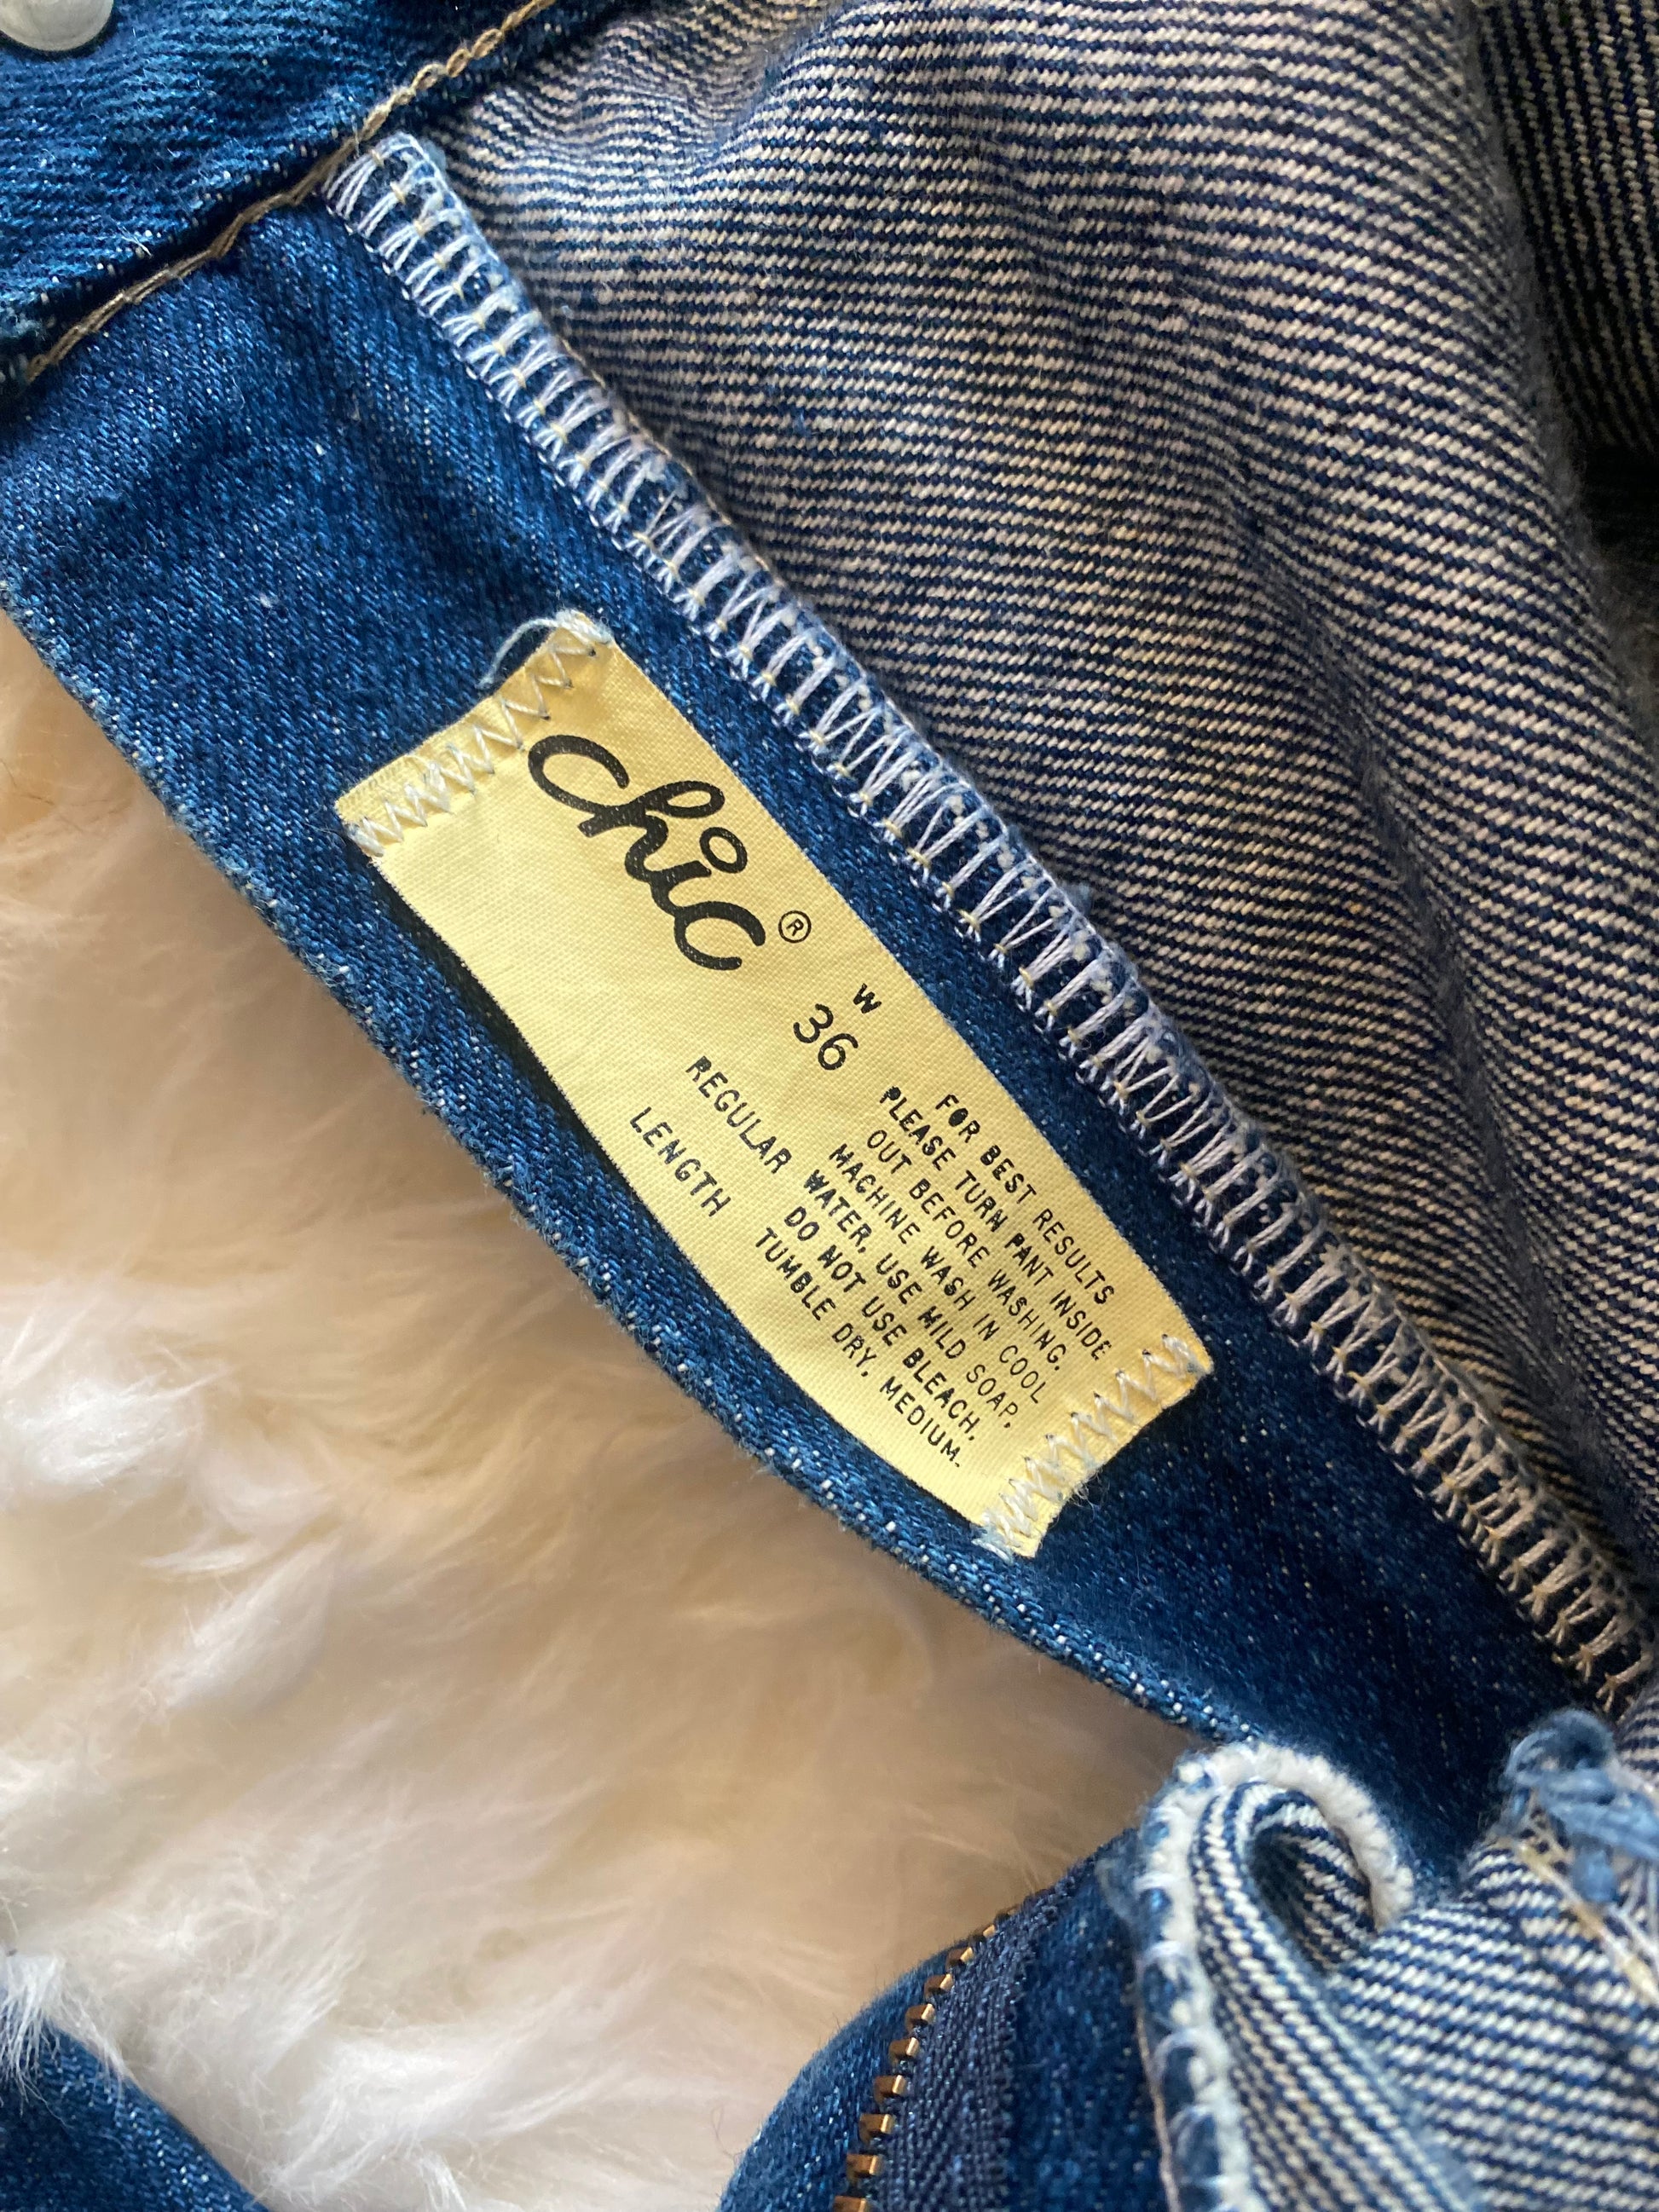 chic®
W
36
REGULAR
LENGTH
FOR BEST RESULTS
PLEASE TURN PANT INSIDE
OUT BEFORE WASHING.
MACHINE WASH IN COOL
WATER. USE MILD SOAP.
DO NOT USE BLEACH.
TUMBLE DRY. MEDIUM.